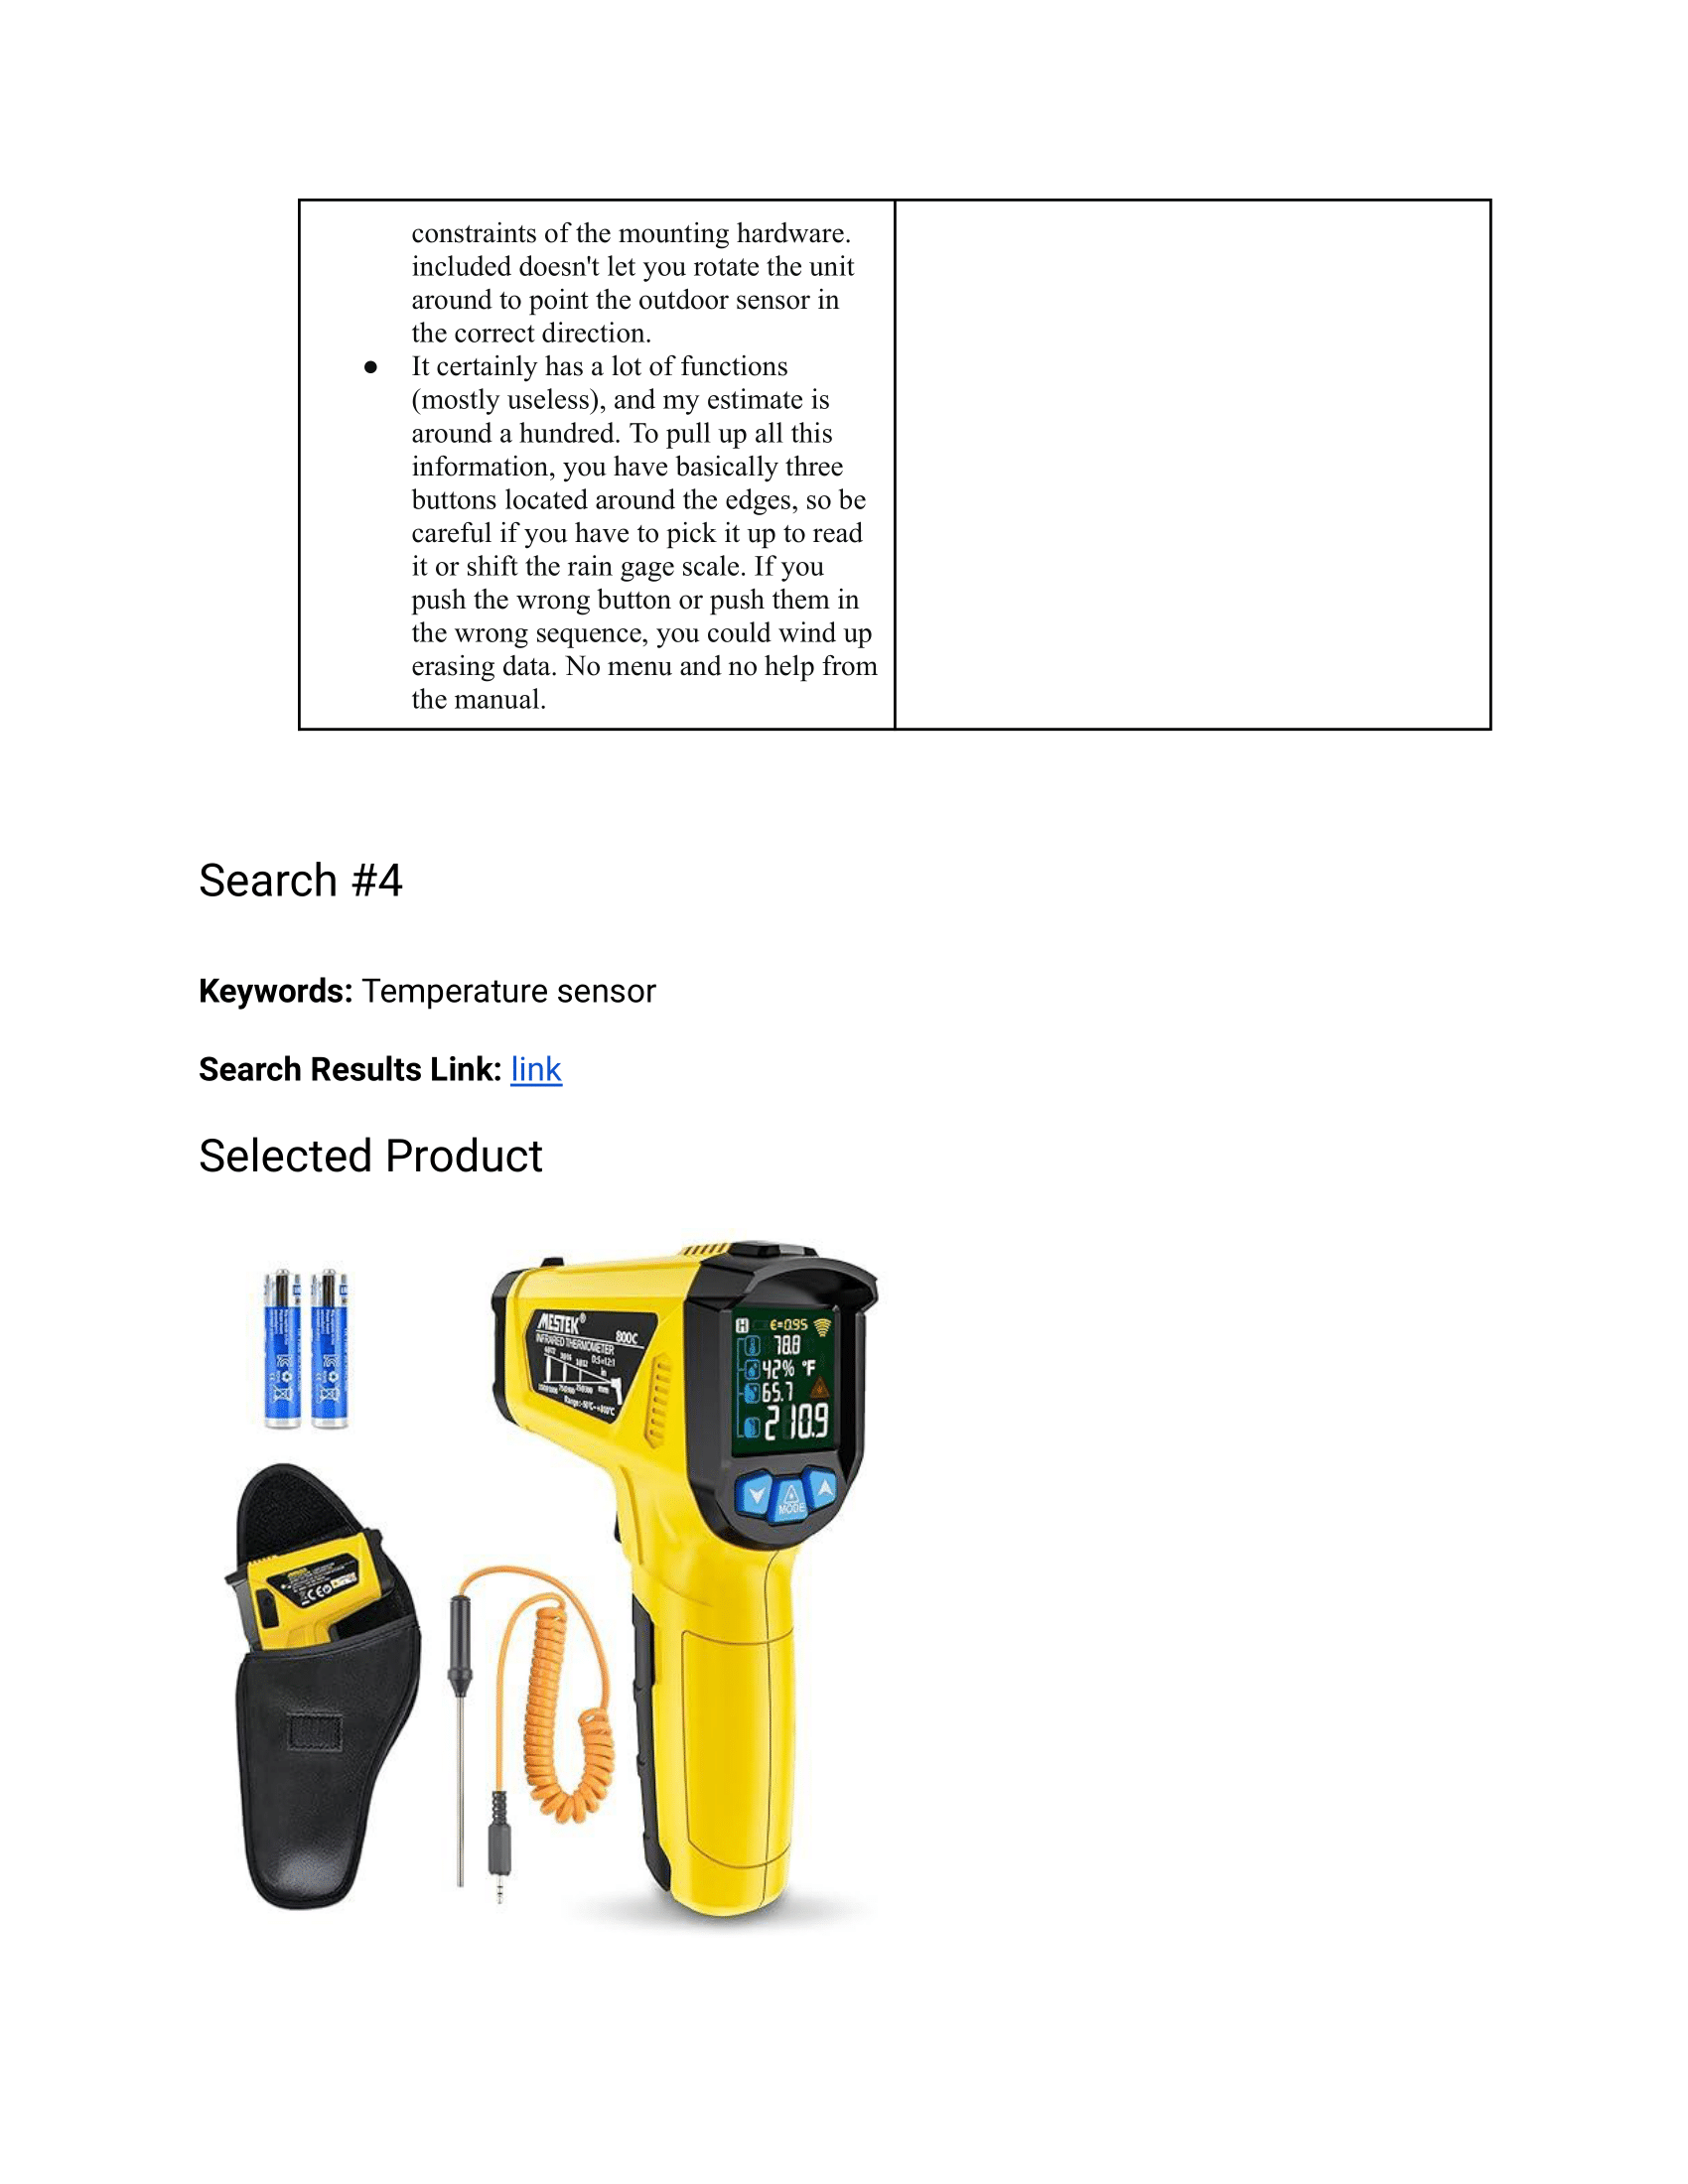 constraints of the mounting hardware.
included doesn't let you rotate the unit
around to point the outdoor sensor in
the correct direction.
● It certainly has a lot of functions
(mostly useless), and my estimate is
around a hundred. To pull up all this
information, you have basically three
buttons located around the edges, so be
careful if you have to pick it up to read
it or shift the rain gage scale. If you
push the wrong button or push them in
the wrong sequence, you could wind up
erasing data. No menu and no help from
the manual.
Search #4
Keywords: Temperature sensor
Search Results Link: link
Selected Product
MESTEK®
INFRARED THERMOMETER
800C
D:S=12:1
Range:-50°C~+800°C
H ε=0.95
78.8
42% °F
65.7
210.9
MODE